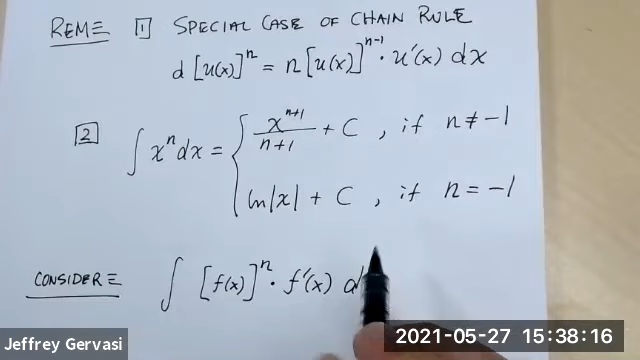 REME 1 SPECIAL CASE OF CHAIN RULE
d [u(x)]^n = n [u(x)]^{n-1} · u'(x) dx
2 ∫ x^n dx = { x^{n+1}/(n+1) + C , if n ≠ -1
ln|x| + C , if n = -1
CONSIDER ∫ [f(x)]^n · f'(x) d
Jeffrey Gervasi
2021-05-27 15:38:16